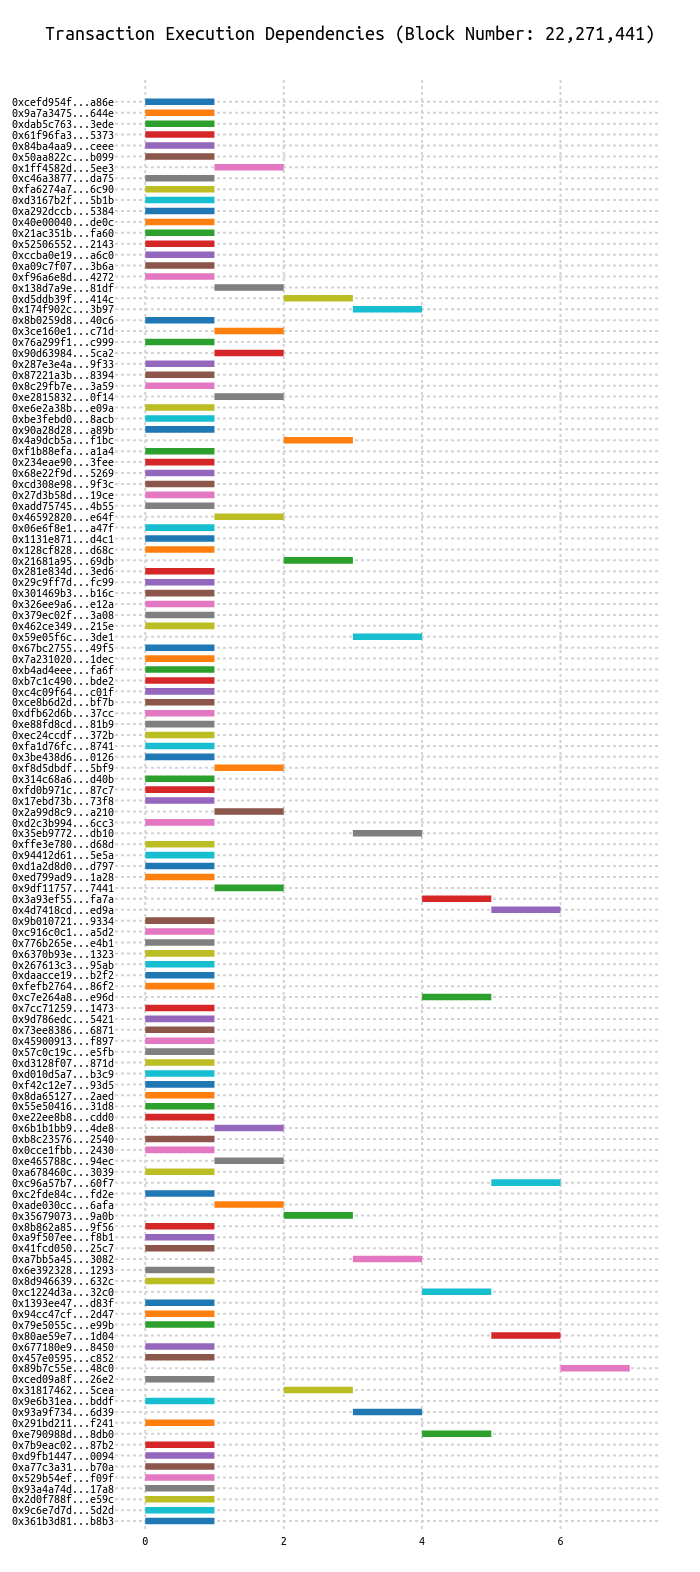 Transaction Execution Dependencies (Block Number: 22,271,441)
0xcefd954f...a86e
0x9a7a3475...644e
0xdab5c763...3ede
0x61f96fa3...5373
0x84ba4aa9...ceee
0x50aa822c...b099
0x1ff4582d...5ee3
0xc46a3877...da75
0xfa6274a7...6c90
0xd3167b2f...5b1b
0xa292dccb...5384
0x40e00040...de0c
0x21ac351b...fa60
0x52506552...2143
0xccba0e19...a6c0
0xa09c7f07...3b6a
0xf96a6e8d...4272
0x138d7a9e...81df
0xd5ddb39f...414c
0x174f902c...3b97
0x8b0259d8...40c6
0x3ce160e1...c71d
0x76a299f1...c999
0x90d63984...5ca2
0x287e3e4a...9f33
0x87221a3b...8394
0x8c29fb7e...3a59
0xe2815832...0f14
0xe6e2a38b...e09a
0xbe3febd0...8acb
0x90a28d28...a89b
0x4a9dcb5a...f1bc
0xf1b88efa...a1a4
0x234eae90...3fee
0x68e22f9d...5269
0xcd308e98...9f3c
0x27d3b58d...19ce
0xadd75745...4b55
0x46592820...e64f
0x06e6f8e1...a47f
0x1131e871...d4c1
0x128cf828...d68c
0x21681a95...69db
0x281e834d...3ed6
0x29c9ff7d...fc99
0x301469b3...b16c
0x326ee9a6...e12a
0x379ec02f...3a08
0x462ce349...215e
0x59e05f6c...3de1
0x67bc2755...49f5
0x7a231020...1dec
0xb4ad4eee...fa6f
0xb7c1c490...bde2
0xc4c09f64...c01f
0xce8b6d2d...bf7b
0xdfb62d6b...37cc
0xe88fd8cd...81b9
0xec24ccdf...372b
0xfa1d76fc...8741
0x3be438d6...0126
0xf8d5dbdf...5bf9
0x314c68a6...d40b
0xfd0b971c...87c7
0x17ebd73b...73f8
0x2a99d8c9...a210
0xd2c3b994...6cc3
0x35eb9772...db10
0xffe3e780...d68d
0x94412d61...5e5a
0xd1a2d8d0...d797
0xed799ad9...1a28
0x9df11757...7441
0x3a93ef55...fa7a
0x4d7418cd...ed9a
0x9b010721...9334
0xc916c0c1...a5d2
0x776b265e...e4b1
0x6370b93e...1323
0x267613c3...95ab
0xdaacce19...b2f2
0xfefb2764...86f2
0xc7e264a8...e96d
0x7cc71259...1473
0x9d786edc...5421
0x73ee8386...6871
0x45900913...f897
0x57c0c19c...e5fb
0xd3128f07...871d
0xd010d5a7...b3c9
0xf42c12e7...93d5
0x8da65127...2aed
0x55e50416...31d8
0xe22ee8b8...cdd0
0x6b1b1bb9...4de8
0xb8c23576...2540
0x0cce1fbb...2430
0xe465788c...94ec
0xa678460c...3039
0xc96a57b7...60f7
0xc2fde84c...fd2e
0xade030cc...6afa
0x35679073...9a0b
0x8b862a85...9f56
0xa9f507ee...f8b1
0x41fcd050...25c7
0xa7bb5a45...3082
0x6e392328...1293
0x8d946639...632c
0xc1224d3a...32c0
0x1393ee47...d83f
0x94cc47cf...2d47
0x79e5055c...e99b
0x80ae59e7...1d04
0x677180e9...8450
0x457e0595...c852
0x89b7c55e...48c0
0xced09a8f...26e2
0x31817462...5cea
0x9e6b31ea...bddf
0x93a9f734...6d39
0x291bd211...f241
0xe790988d...8db0
0x7b9eac02...87b2
0xd9fb1447...0094
0xa77c3a31...b70a
0x529b54ef...f09f
0x93a4a74d...17a8
0x2d0f788f...e59c
0x9c6e7d7d...5d2d
0x361b3d81...b8b3
0 2 4 6